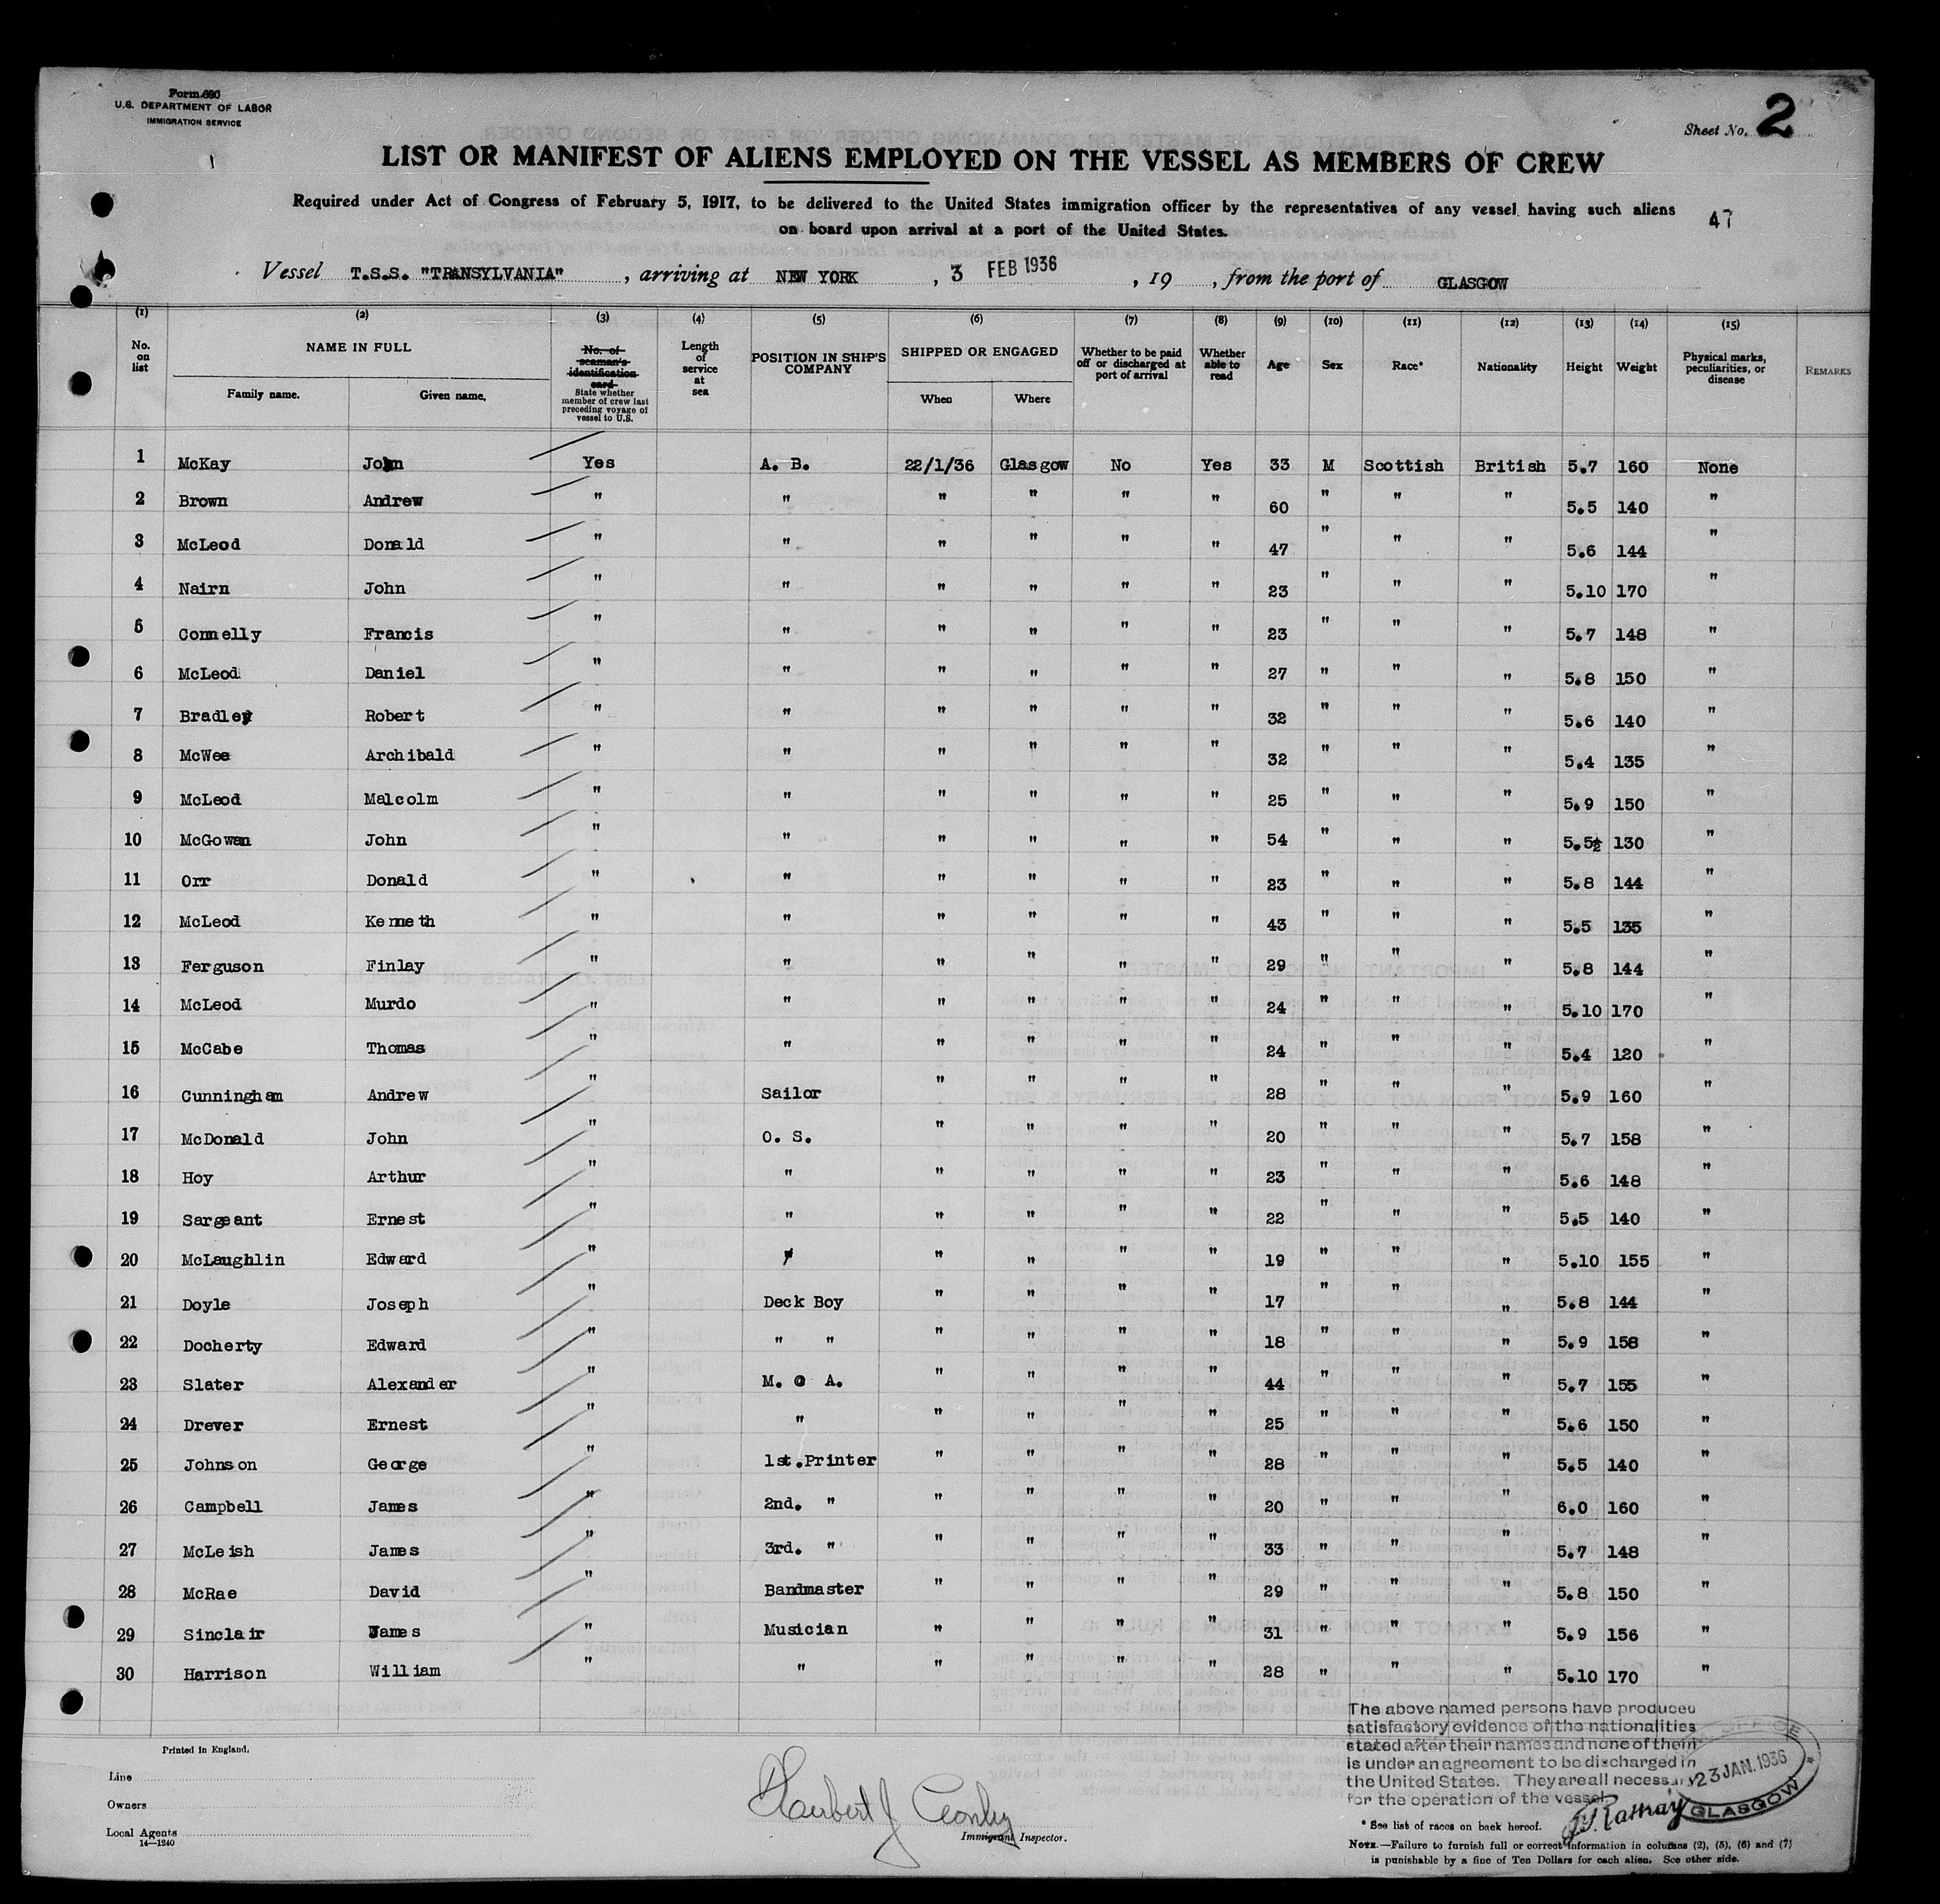 Form 680
U.S. DEPARTMENT OF LABOR
IMMIGRATION SERVICE
Sheet No. 2
LIST OR MANIFEST OF ALIENS EMPLOYED ON THE VESSEL AS MEMBERS OF CREW
Required under Act of Congress of February 5, 1917, to be delivered to the United States immigration officer by the representatives of any vessel having such aliens
on board upon arrival at a port of the United States.
47
Vessel T.S.S. "TRANSYLVANIA", arriving at NEW YORK, 3 FEB 1936, 19 , from the port of GLASGOW
(1) (2) (3) (4) (5) (6) (7) (8) (9) (10) (11) (12) (13) (14) (15)
No. on list NAME IN FULL Family name. Given name. No. of seaman's identification card State whether member of crew last preceding voyage of vessel to U.S. Length of service at sea POSITION IN SHIP'S COMPANY SHIPPED OR ENGAGED When Where Whether to be paid off or discharged at port of arrival Whether able to read Age Sex Race* Nationality Height Weight Physical marks, peculiarities, or disease REMARKS
1 McKay John Yes A. B. 22/1/36 Glasgow No Yes 33 M Scottish British 5.7 160 None
2 Brown Andrew " " " " " " 60 " " " 5.5 140 "
3 McLeod Donald " " " " " " 47 " " " 5.6 144 "
4 Nairn John " " " " " " 23 " " " 5.10 170 "
5 Connelly Francis " " " " " " 23 " " " 5.7 148 "
6 McLeod Daniel " " " " " " 27 " " " 5.8 150 "
7 Bradley Robert " " " " " " 32 " " " 5.6 140 "
8 McWee Archibald " " " " " " 32 " " " 5.4 135 "
9 McLeod Malcolm " " " " " " 25 " " " 5.9 150 "
10 McGowan John " " " " " " 54 " " " 5.5½ 130 "
11 Orr Donald " " " " " " 23 " " " 5.8 144 "
12 McLeod Kenneth " " " " " " 43 " " " 5.5 135 "
13 Ferguson Finlay " " " " " " 29 " " " 5.8 144 "
14 McLeod Murdo " " " " " " 24 " " " 5.10 170 "
15 McCabe Thomas " " " " " " 24 " " " 5.4 120 "
16 Cunningham Andrew " Sailor " " " " 28 " " " 5.9 160 "
17 McDonald John " O. S. " " " " 20 " " " 5.7 158 "
18 Hoy Arthur " " " " " " 23 " " " 5.6 148 "
19 Sargeant Ernest " " " " " " 22 " " " 5.5 140 "
20 McLaughlin Edward " " " " " " 19 " " " 5.10 155 "
21 Doyle Joseph " Deck Boy " " " " 17 " " " 5.8 144 "
22 Docherty Edward " " " " " " " 18 " " " 5.9 158 "
23 Slater Alexander " M. @ A. " " " " 44 " " " 5.7 155 "
24 Drever Ernest " " " " " " 25 " " " 5.6 150 "
25 Johnson George " 1st.Printer " " " " 28 " " " 5.5 140 "
26 Campbell James " 2nd. " " " " " 20 " " " 6.0 160 "
27 McLeish James " 3rd. " " " " " 33 " " " 5.7 148 "
28 McRae David " Bandmaster " " " " 29 " " " 5.8 150 "
29 Sinclair James " Musician " " " " 31 " " " 5.9 156 "
30 Harrison William " " " " " " 28 " " " 5.10 170 "
The above named persons have produced
satisfactory evidence of the nationalities
stated after their names and none of them
is under an agreement to be discharged in
the United States. They are all necessary
for the operation of the vessel.
OFFICE
23 JAN. 1936
GLASGOW
Printed in England.
Line
Owners
Local Agents
14—1240
Herbert J
Immigrant Inspector.
* See list of races on back hereof.
J. Rattray
NOTE.—Failure to furnish full or correct information in columns (2), (5), (6) and (7)
is punishable by a fine of Ten Dollars for each alien. See other side.